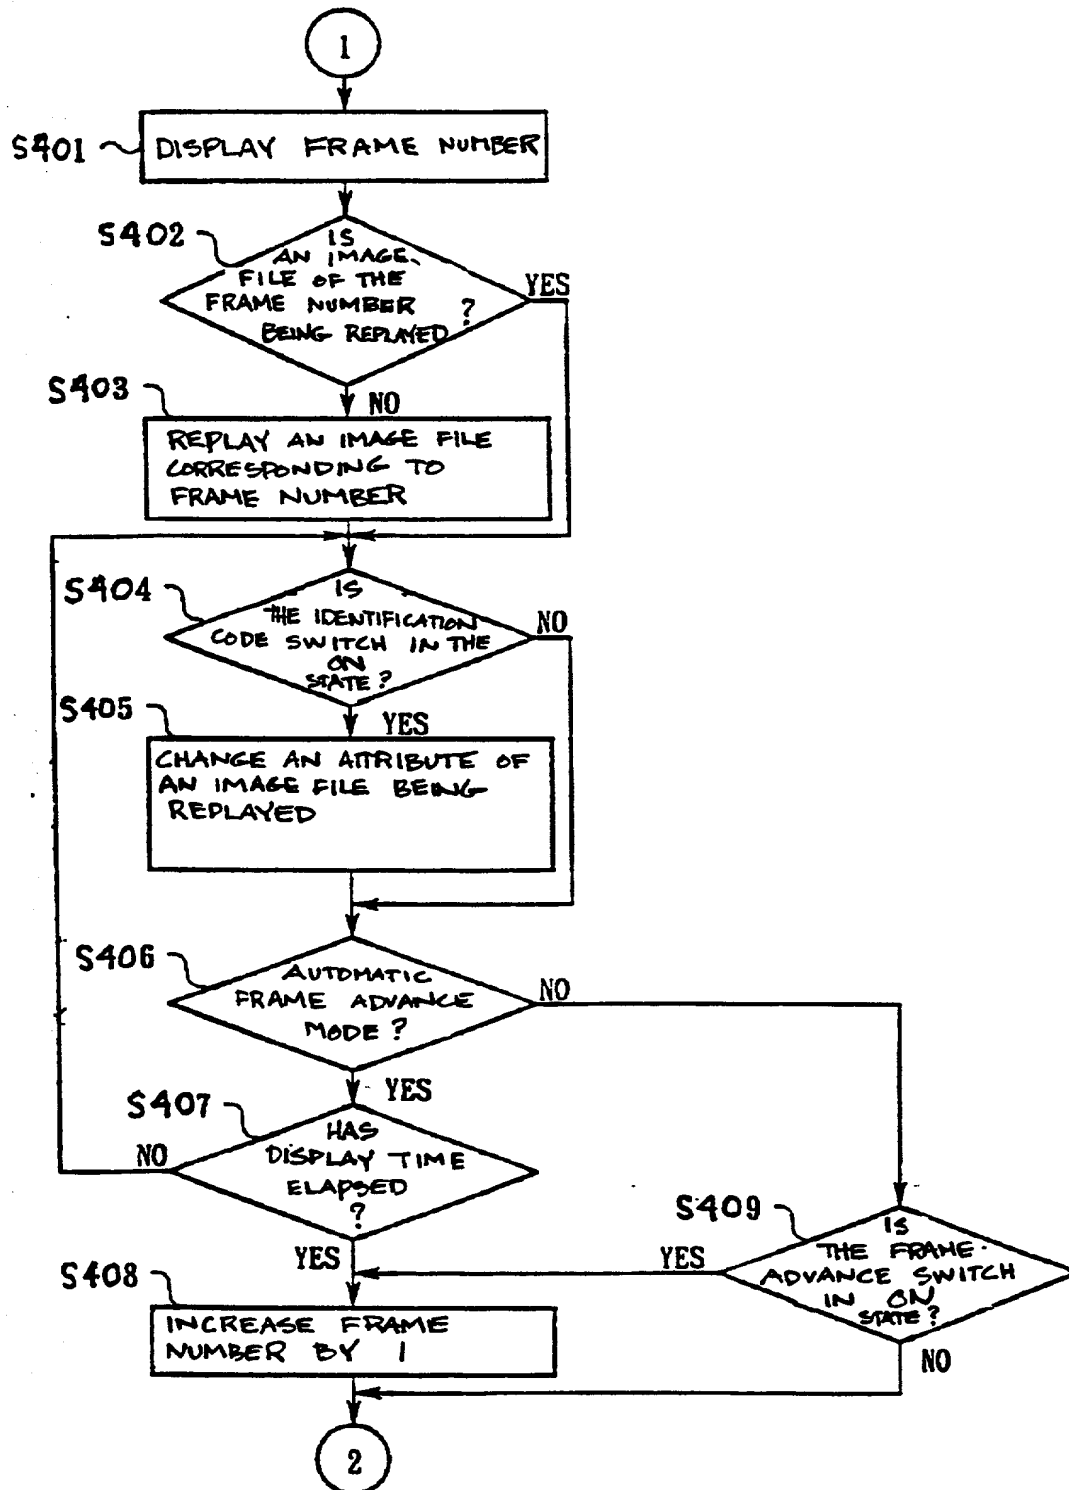 1
S401
DISPLAY FRAME NUMBER
S402
IS
AN IMAGE
FILE OF THE
FRAME NUMBER
BEING REPLAYED ?
YES
NO
S403
REPLAY AN IMAGE FILE
CORRESPONDING TO
FRAME NUMBER
S404
IS
THE IDENTIFICATION
CODE SWITCH IN THE
ON
STATE?
NO
YES
S405
CHANGE AN ATTRIBUTE OF
AN IMAGE FILE BEING
REPLAYED
S406
AUTOMATIC
FRAME ADVANCE
MODE?
NO
YES
S407
HAS
DISPLAY TIME
ELAPSED
?
NO
YES
S409
IS
THE FRAME
ADVANCE SWITCH
IN ON
STATE?
YES
NO
S408
INCREASE FRAME
NUMBER BY 1
2